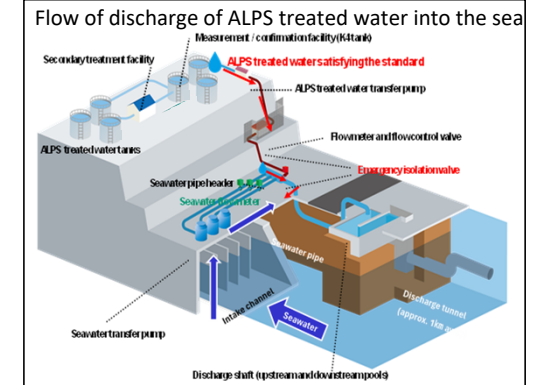 Flow of discharge of ALPS treated water into the sea
Measurement / confirmation facility (K4 tank)
Secondary treatment facility
ALPS treated water satisfying the standard
ALPS treated water transfer pump
ALPS treated water tanks
Flowmeter and flow control valve
Emergency isolation valve
Seawater pipe header
Seawater flowmeter
Seawater pipe
Intake channel
Seawater
Discharge tunnel
(approx. 1km
Seawater transfer pump
Discharge shaft (upstream and downstream pools)